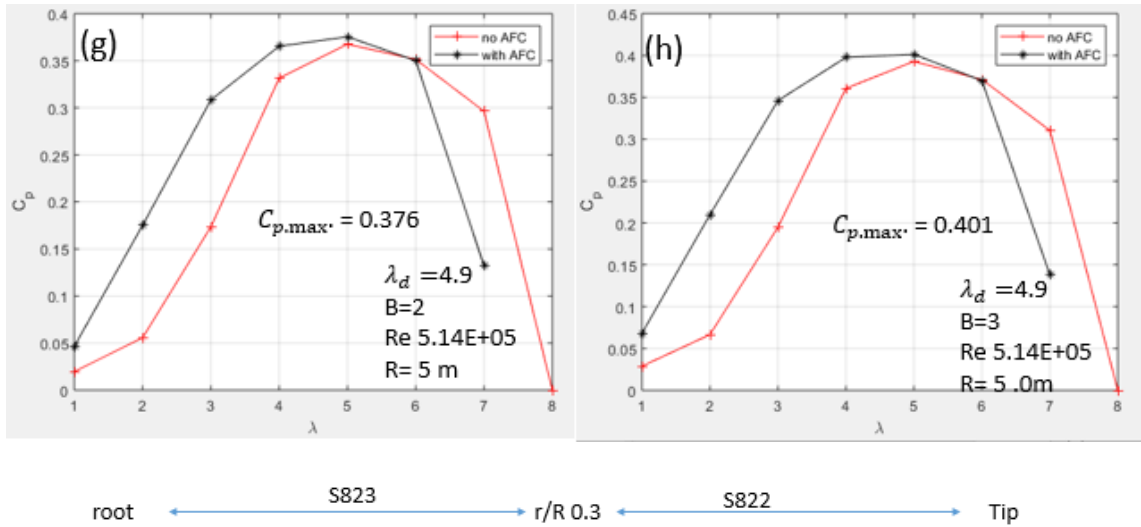 (g)
no AFC
with AFC
0.4
0.35
0.3
0.25
0.2
0.15
0.1
0.05
0
C_p
C_p.max. = 0.376
λ_d =4.9
B=2
Re 5.14E+05
R= 5 m
1 2 3 4 5 6 7 8
λ
(h)
no AFC
with AFC
0.45
0.4
0.35
0.3
0.25
0.2
0.15
0.1
0.05
0
C_p
C_p.max. = 0.401
λ_d =4.9
B=3
Re 5.14E+05
R= 5 .0m
1 2 3 4 5 6 7 8
λ
root S823 r/R 0.3 S822 Tip